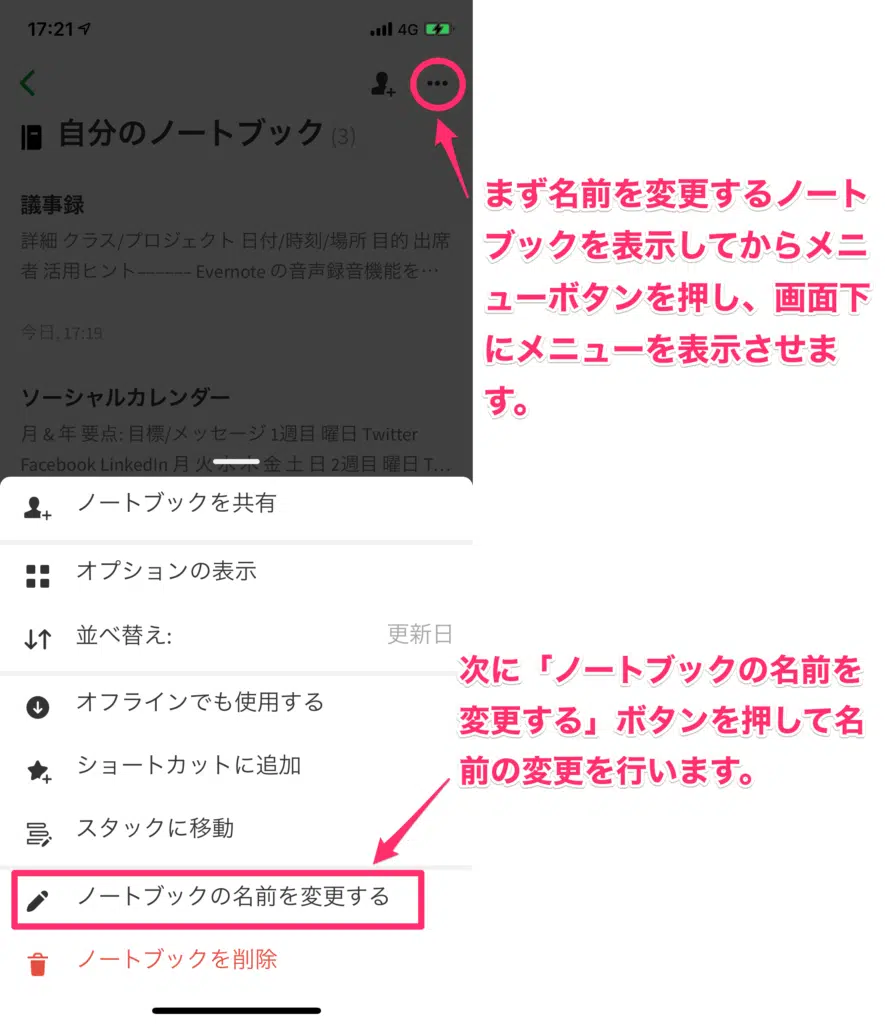 17:21
4G
自分のノートブック (3)
議事録
詳細 クラス/プロジェクト 日付/時刻/場所 目的 出席
者 活用ヒント-------- Evernote の音声録音機能を…
今日, 17:19
ソーシャルカレンダー
月 & 年 要点: 目標/メッセージ 1週目 曜日 Twitter
Facebook LinkedIn 月 火 水 木 金 土 日 2週目 曜日 T…
まず名前を変更するノート
ブックを表示してからメニ
ューボタンを押し、画面下
にメニューを表示させま
す。
ノートブックを共有
オプションの表示
並べ替え: 更新日
オフラインでも使用する
ショートカットに追加
スタックに移動
次に「ノートブックの名前を
変更する」ボタンを押して名
前の変更を行います。
ノートブックの名前を変更する
ノートブックを削除